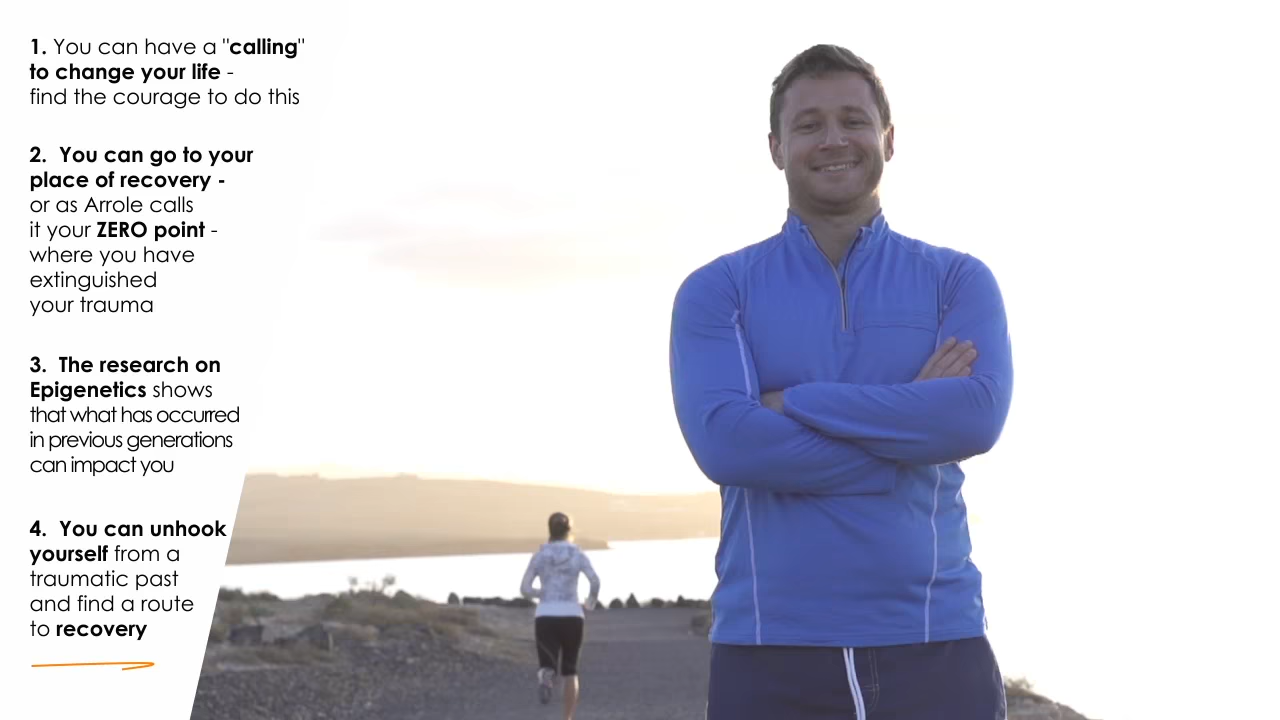 1. You can have a "calling"
to change your life -
find the courage to do this
2. You can go to your
place of recovery -
or as Arrole calls
it your ZERO point -
where you have
extinguished
your trauma
3. The research on
Epigenetics shows
that what has occurred
in previous generations
can impact you
4. You can unhook
yourself from a
traumatic past
and find a route
to recovery